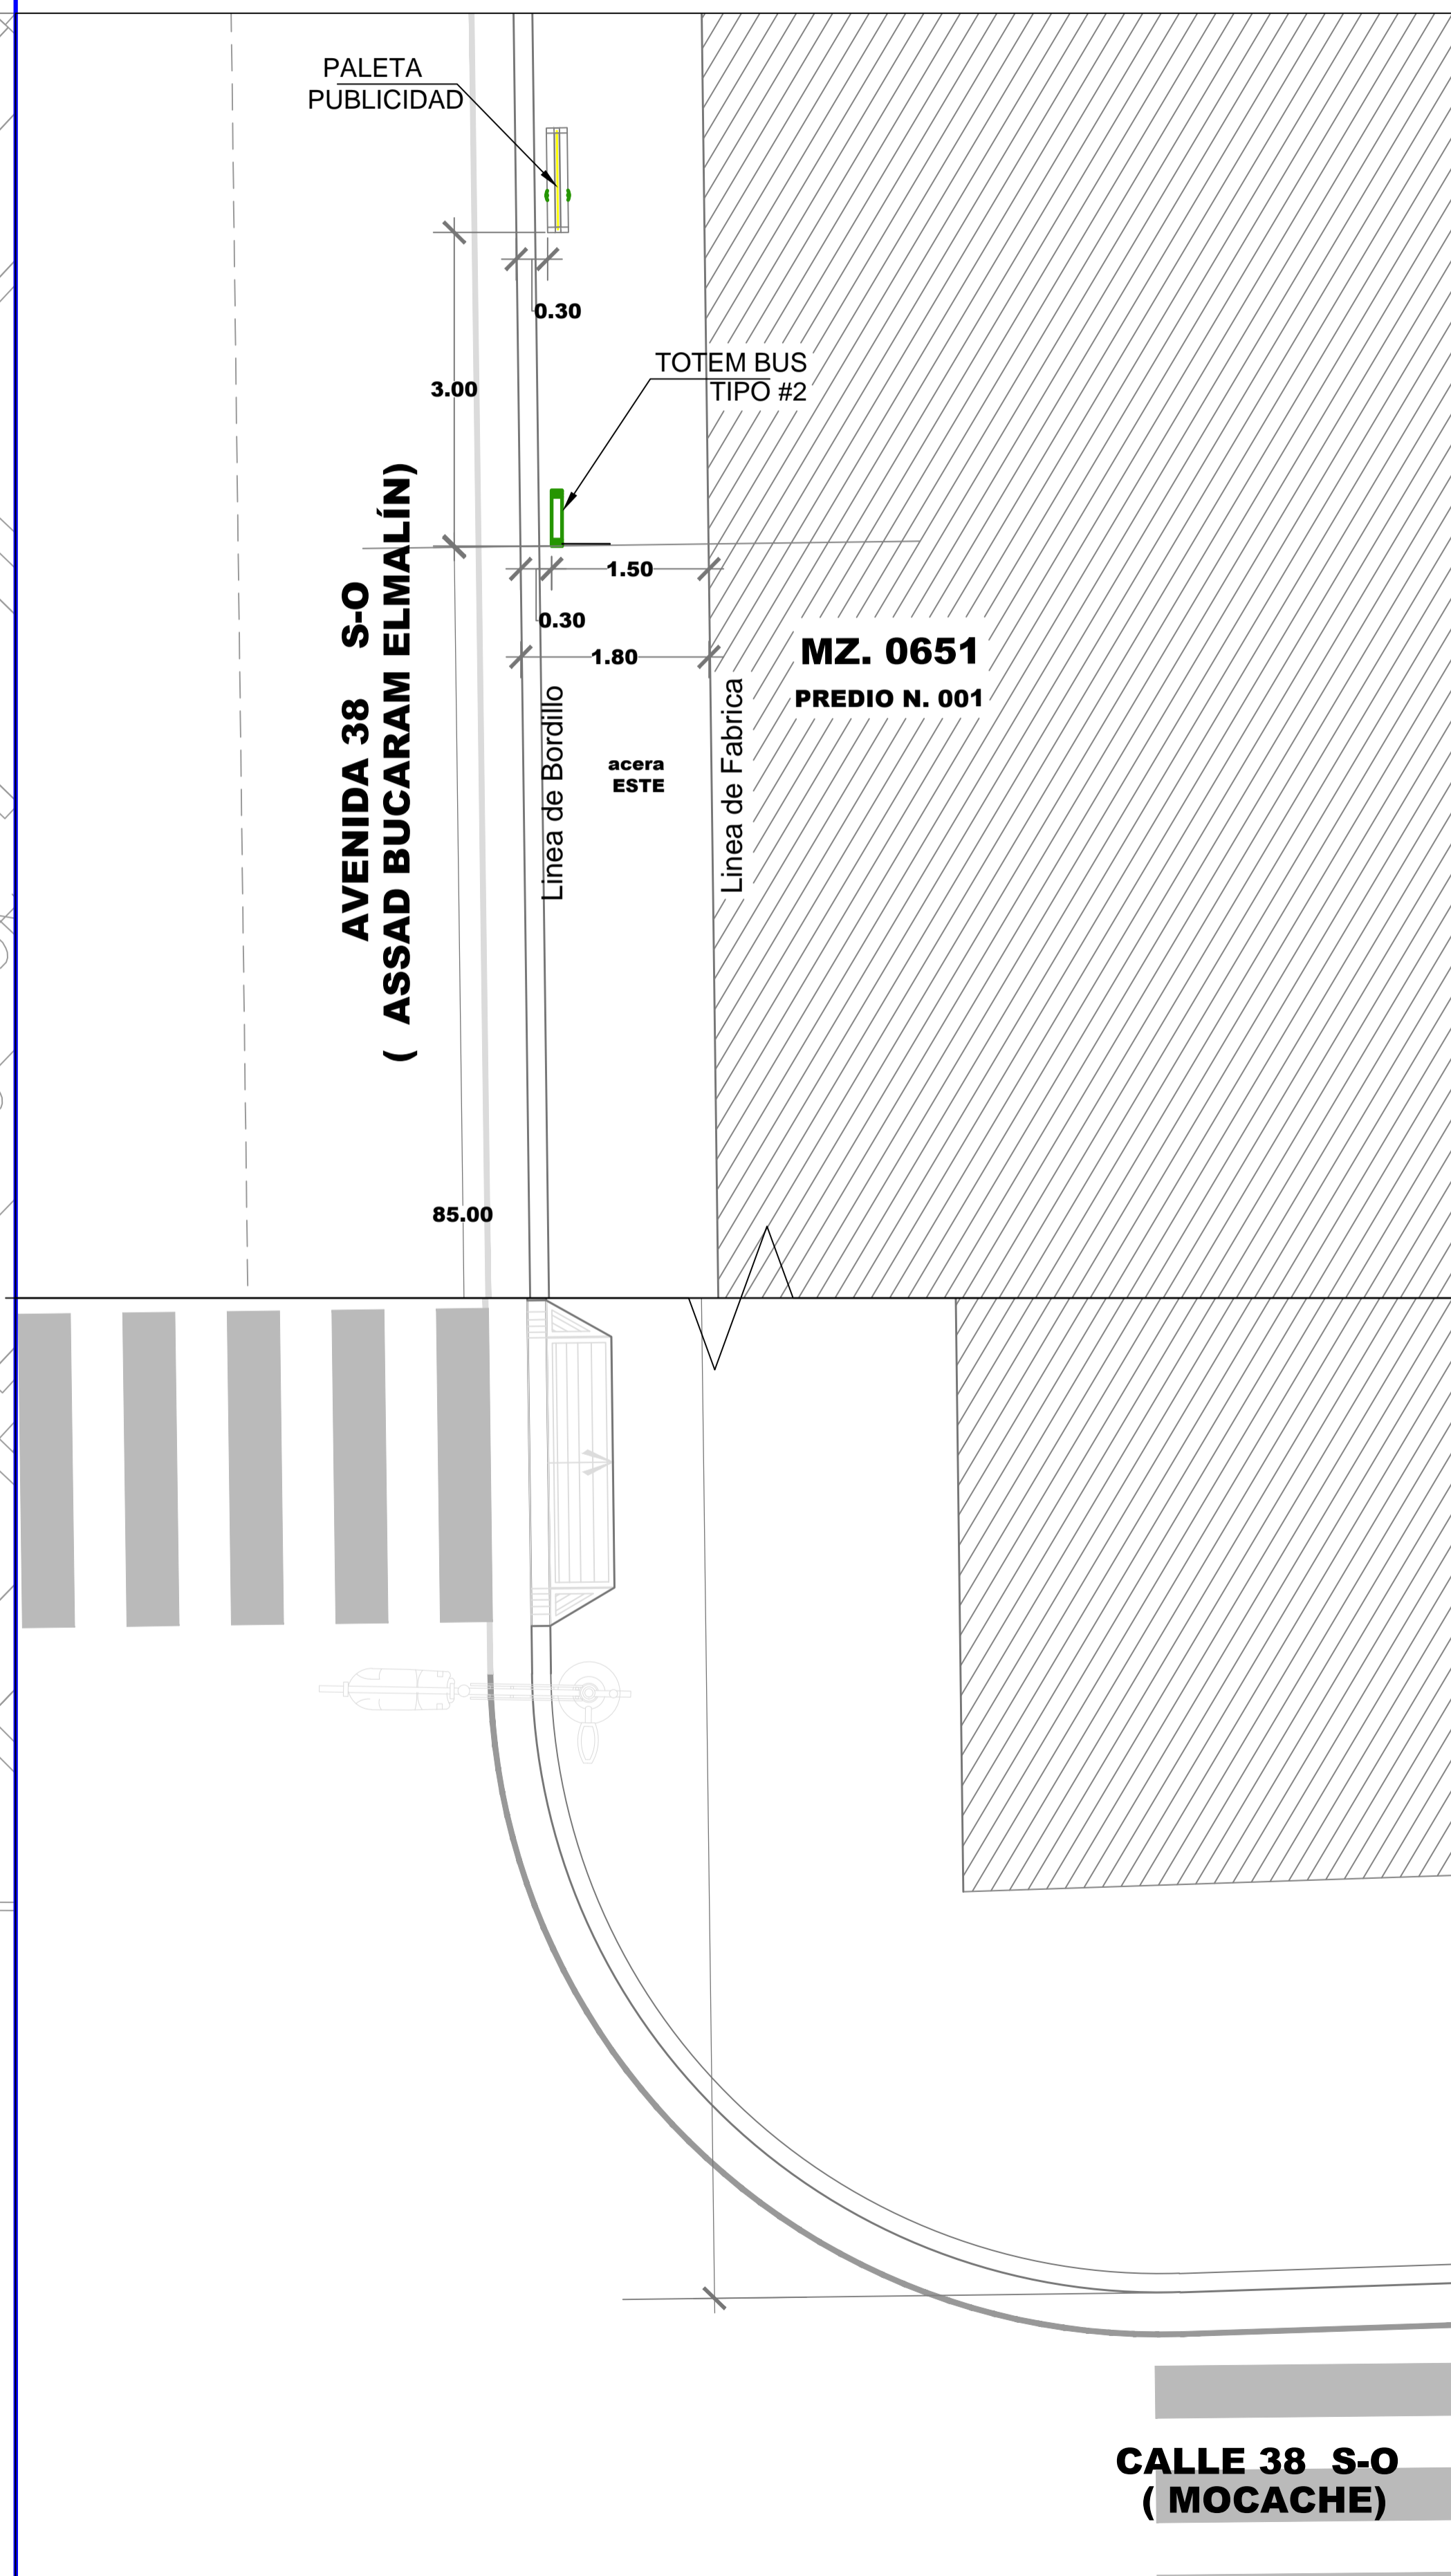 PALETA
PUBLICIDAD
0.30
3.00
TOTEM BUS
TIPO #2
1.50
0.30
1.80
MZ. 0651
PREDIO N. 001
AVENIDA 38 S-O
( ASSAD BUCARAM ELMALÍN)
Linea de Bordillo
Linea de Fabrica
acera
ESTE
85.00
CALLE 38 S-O
( MOCACHE)